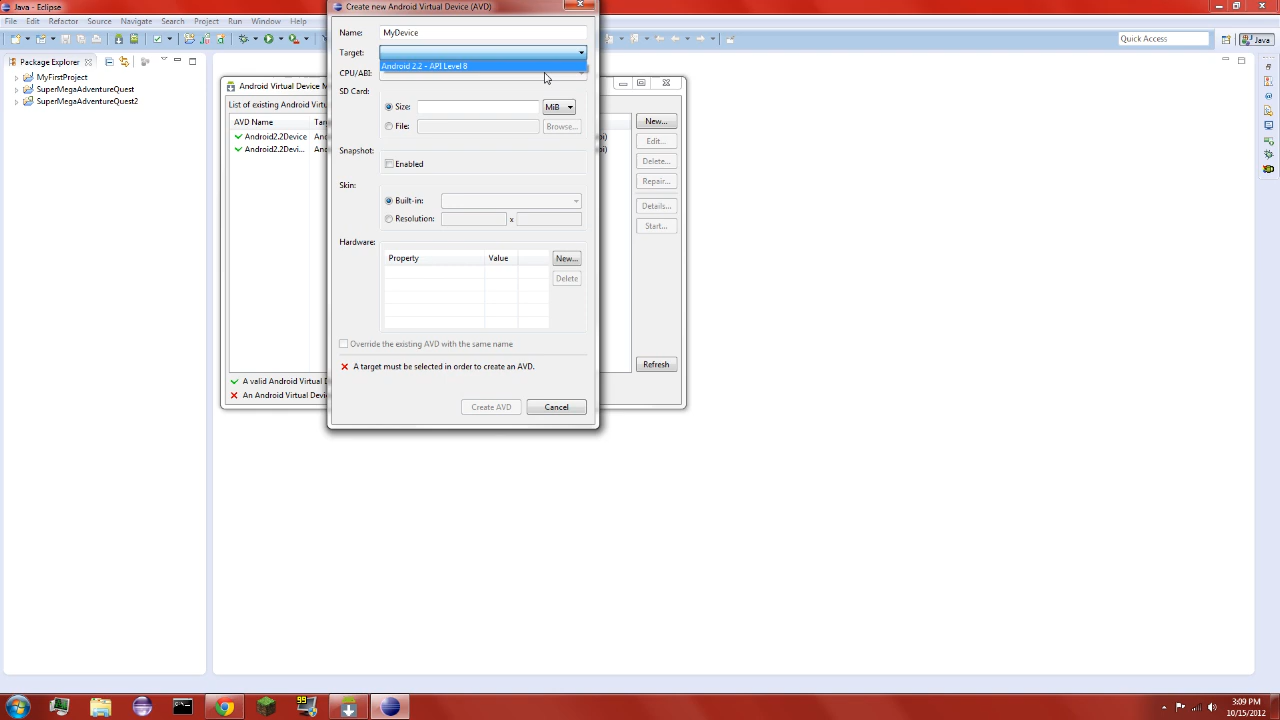 Java - Eclipse
File Edit Refactor Source Navigate Search Project Run Window Help
Quick Access
Java
Package Explorer
MyFirstProject
SuperMegaAdventureQuest
SuperMegaAdventureQuest2
Android Virtual Device M
List of existing Android Virtu
AVD Name
Tar
Android2.2Device
An
Android2.2Devi...
An
A valid Android Virtual D
An Android Virtual Devi
New...
Edit...
Delete...
Repair...
Details...
Start...
Refresh
Create new Android Virtual Device (AVD)
Name: MyDevice
Target:
Android 2.2 - API Level 8
CPU/ABI:
SD Card:
Size: MiB
File: Browse...
Snapshot:
Enabled
Skin:
Built-in:
Resolution: x
Hardware:
Property Value New...
Delete
Override the existing AVD with the same name
A target must be selected in order to create an AVD.
Create AVD Cancel
99
3:09 PM
10/15/2012